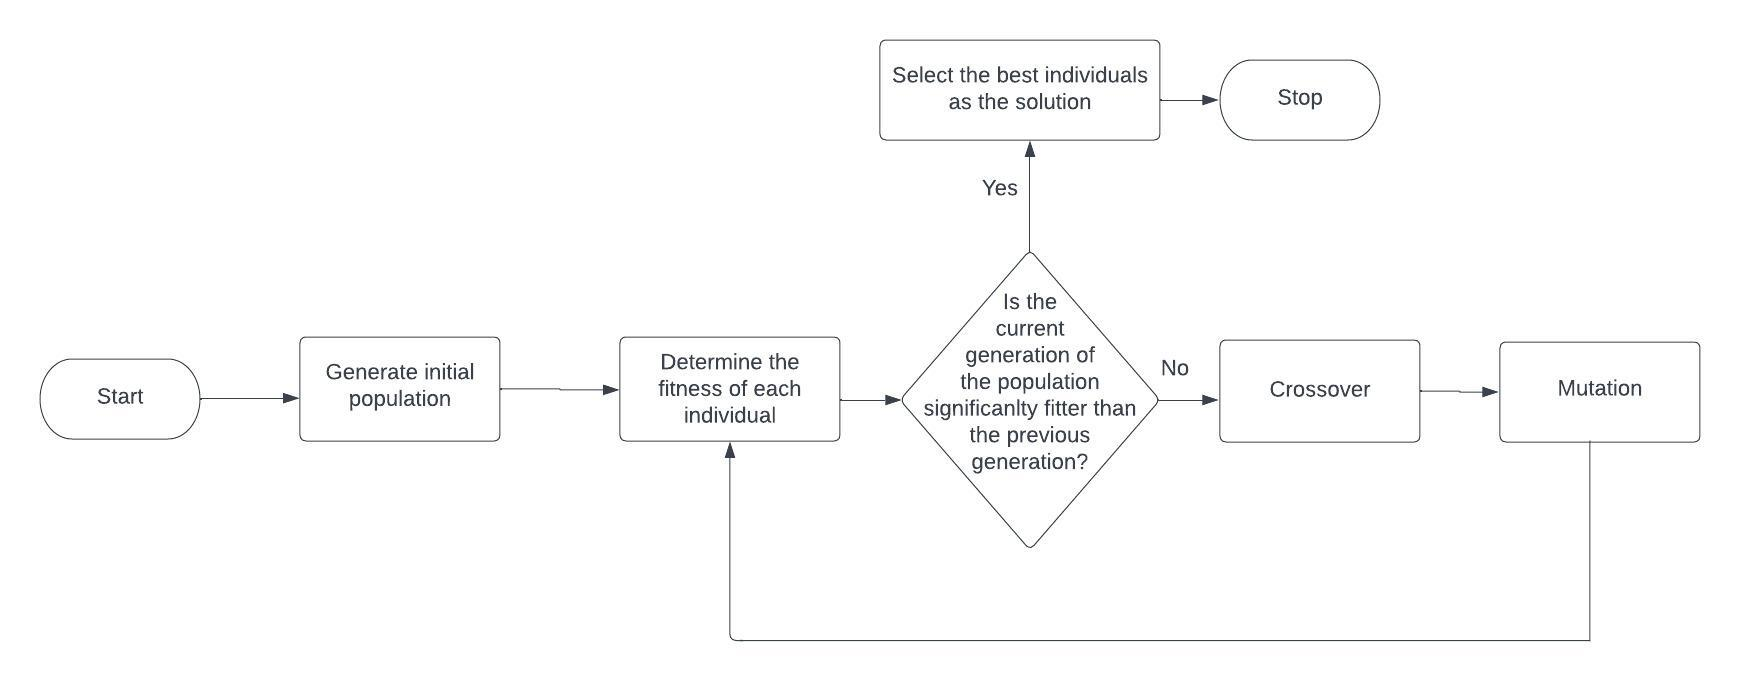 Select the best individuals
as the solution
Stop
Yes
Start
Generate initial
population
Determine the
fitness of each
individual
Is the
current
generation of
the population
significanlty fitter than
the previous
generation?
No
Crossover
Mutation